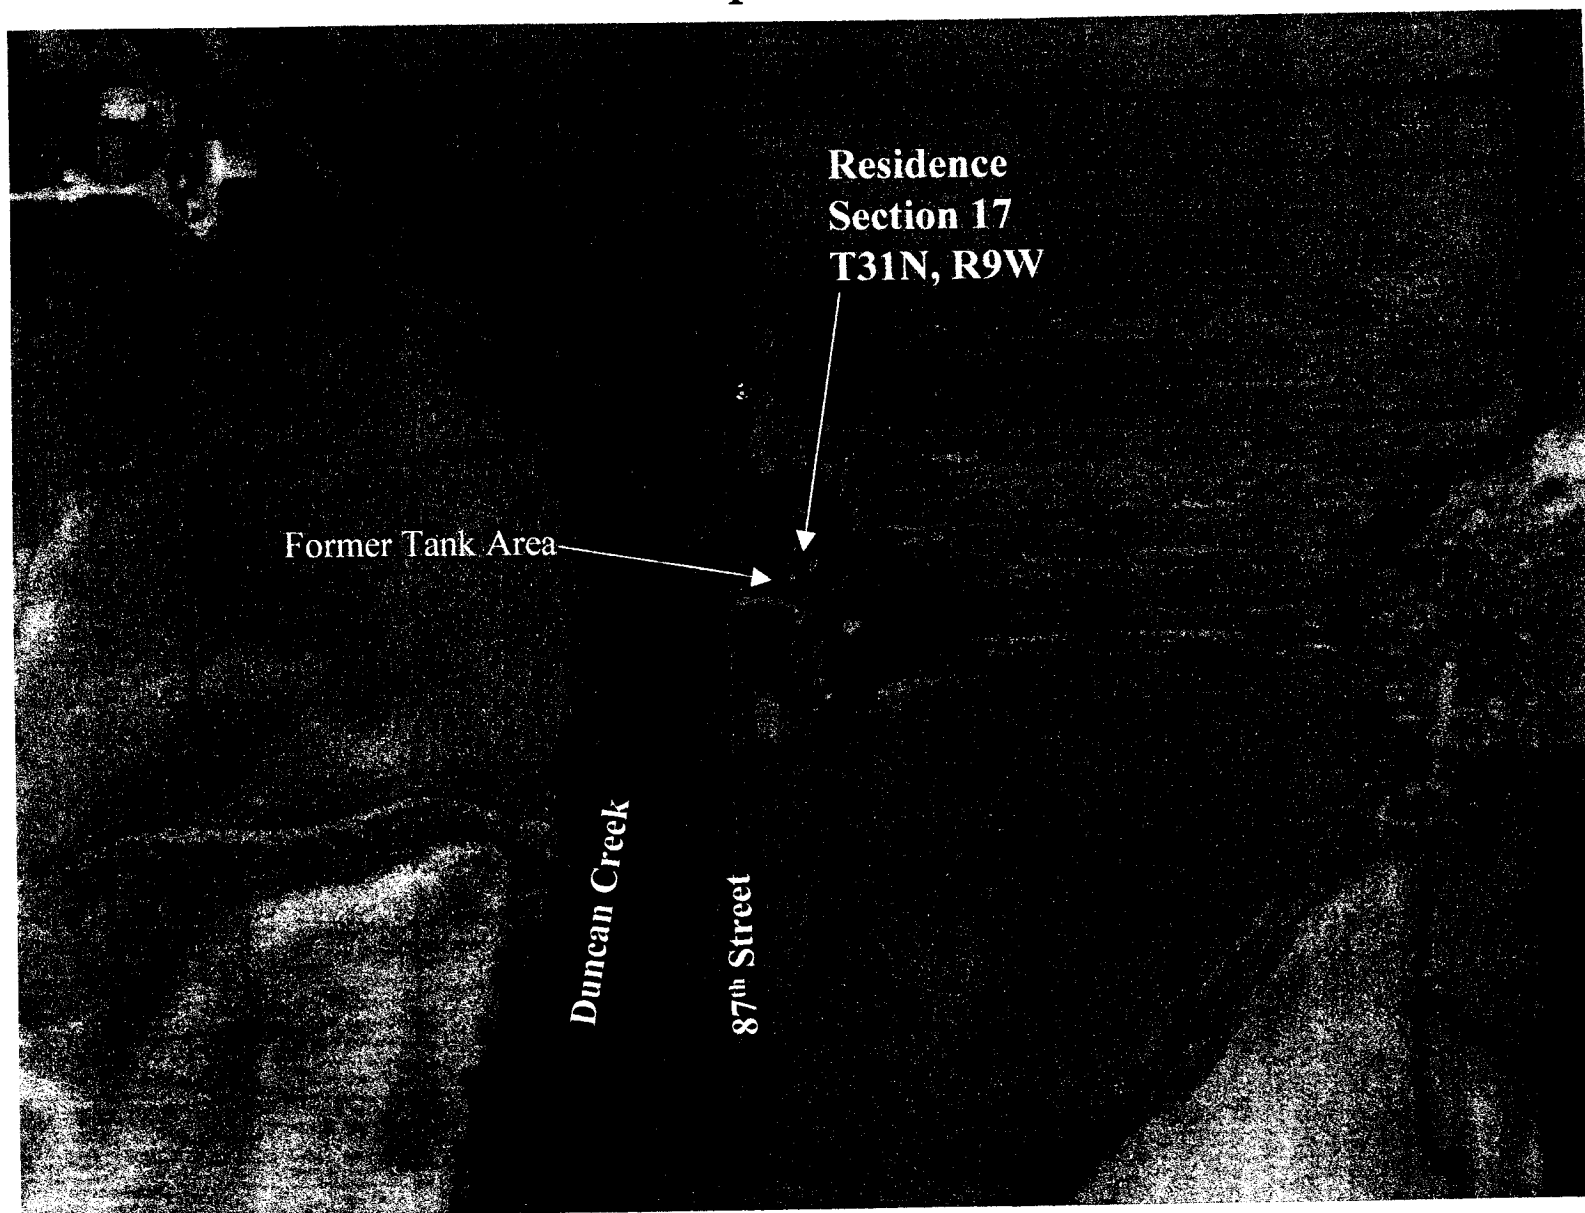 Residence
Section 17
T31N, R9W
Former Tank Area
Duncan Creek
87th Street